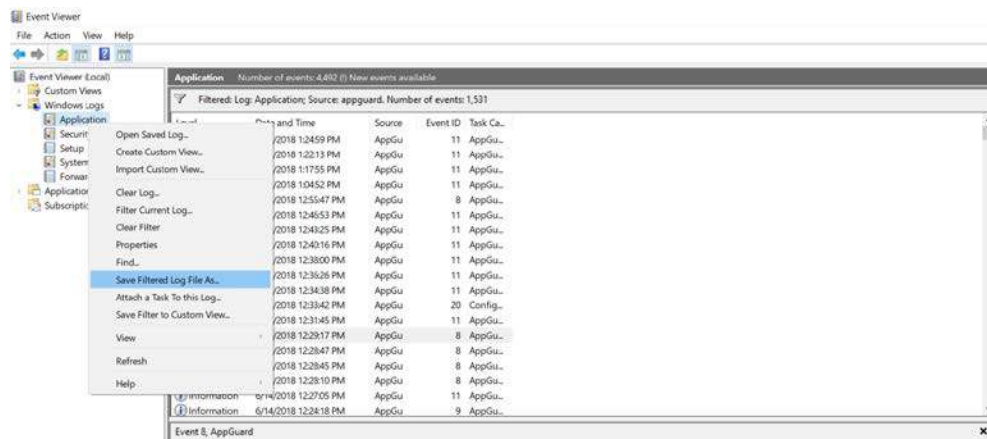 Event Viewer
File Action View Help
Event Viewer (Local)
Custom Views
Windows Logs
Application
Securit
Setup
System
Forwar
Application
Subscriptic
Application Number of events: 4,492 (!) New events available
Filtered: Log: Application; Source: appguard. Number of events: 1,531
Level Date and Time Source Event ID Task Ca...
/2018 1:24:59 PM AppGu 11 AppGu...
/2018 1:22:13 PM AppGu 11 AppGu...
/2018 1:17:55 PM AppGu 11 AppGu...
/2018 1:04:52 PM AppGu 11 AppGu...
/2018 12:55:47 PM AppGu 8 AppGu...
/2018 12:46:53 PM AppGu 11 AppGu...
/2018 12:43:25 PM AppGu 11 AppGu...
/2018 12:40:16 PM AppGu 11 AppGu...
/2018 12:38:00 PM AppGu 11 AppGu...
/2018 12:36:26 PM AppGu 11 AppGu...
/2018 12:34:38 PM AppGu 11 AppGu...
/2018 12:33:42 PM AppGu 20 Config...
/2018 12:31:45 PM AppGu 11 AppGu...
/2018 12:29:17 PM AppGu 8 AppGu...
/2018 12:28:47 PM AppGu 8 AppGu...
/2018 12:28:45 PM AppGu 8 AppGu...
/2018 12:28:10 PM AppGu 8 AppGu...
Information 6/14/2018 12:27:05 PM AppGu 11 AppGu...
Information 6/14/2018 12:24:18 PM AppGu 9 AppGu...
Open Saved Log...
Create Custom View...
Import Custom View...
Clear Log...
Filter Current Log...
Clear Filter
Properties
Find...
Save Filtered Log File As...
Attach a Task To this Log...
Save Filter to Custom View...
View
Refresh
Help
Event 8, AppGuard